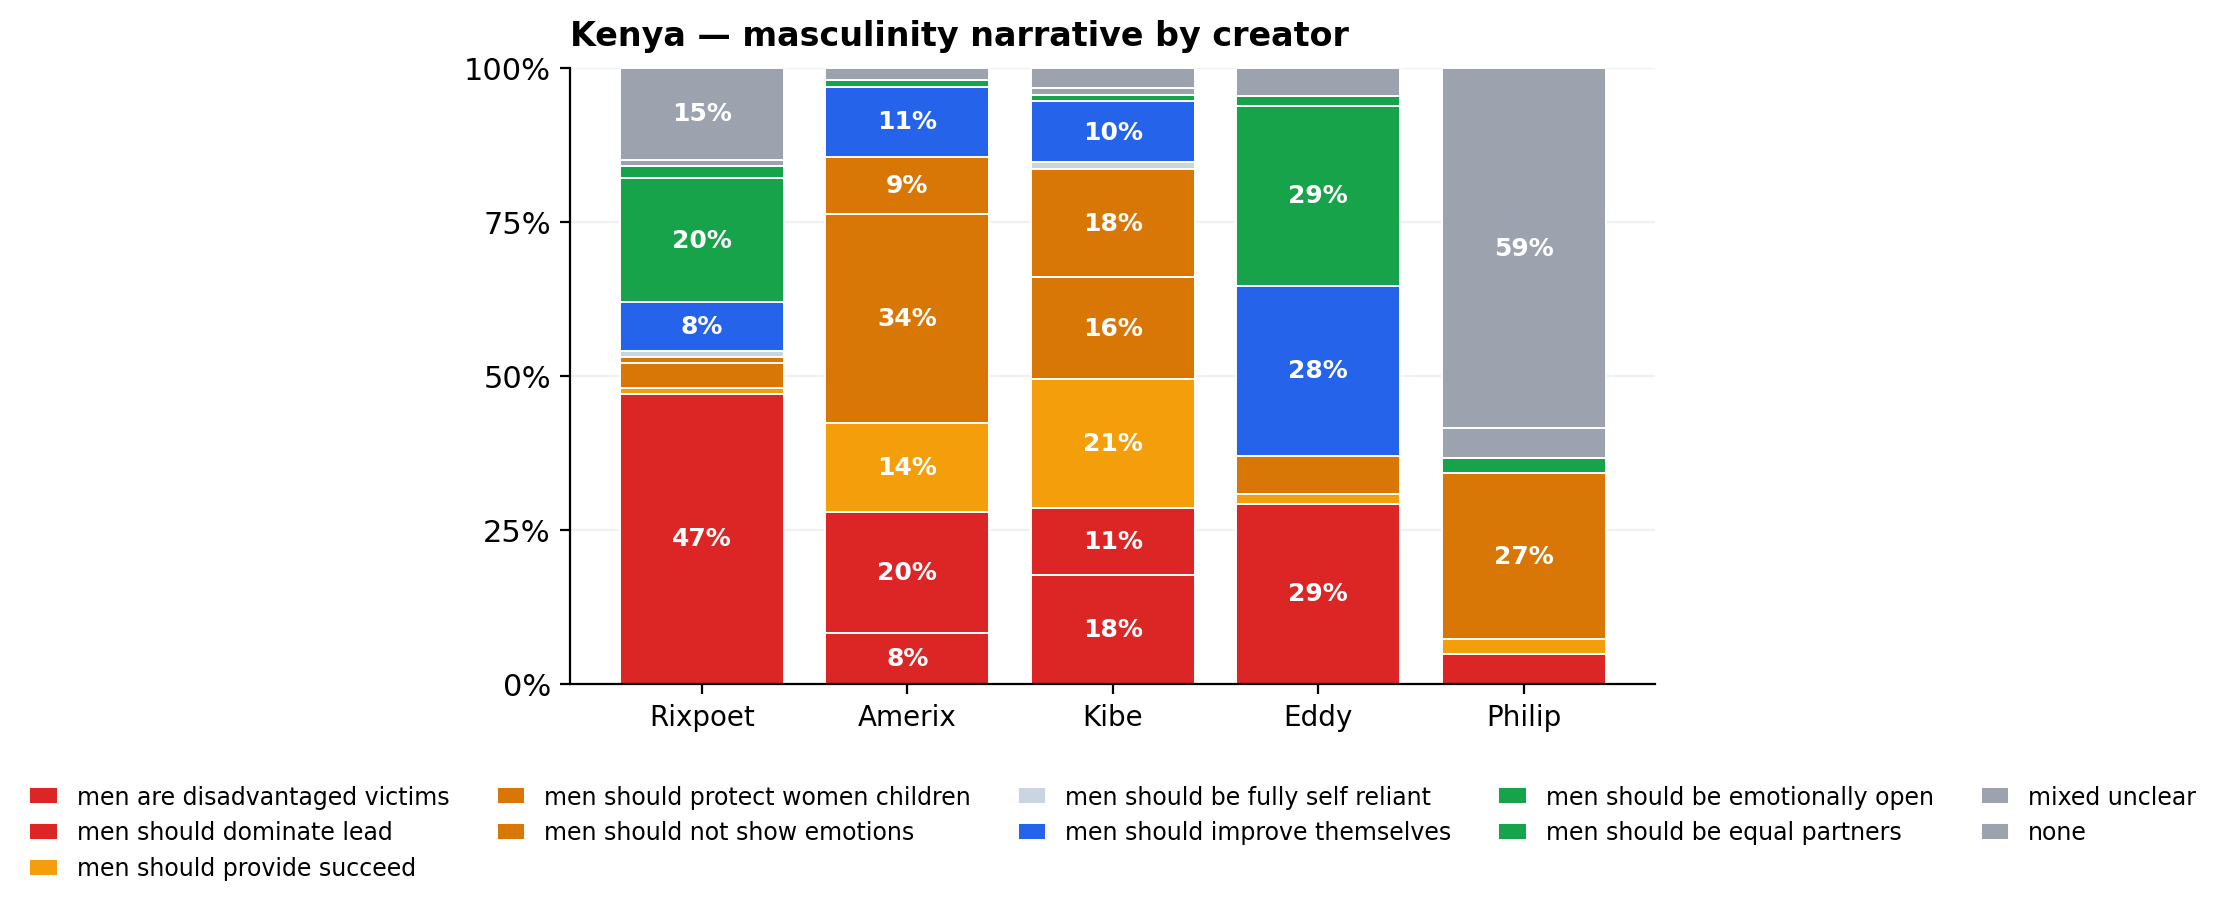 Kenya — masculinity narrative by creator
100%
75%
50%
25%
0%
15%
20%
8%
47%
11%
9%
34%
14%
20%
8%
10%
18%
16%
21%
11%
18%
29%
28%
29%
59%
27%
Rixpoet Amerix Kibe Eddy Philip
men are disadvantaged victims
men should dominate lead
men should provide succeed
men should protect women children
men should not show emotions
men should be fully self reliant
men should improve themselves
men should be emotionally open
men should be equal partners
mixed unclear
none